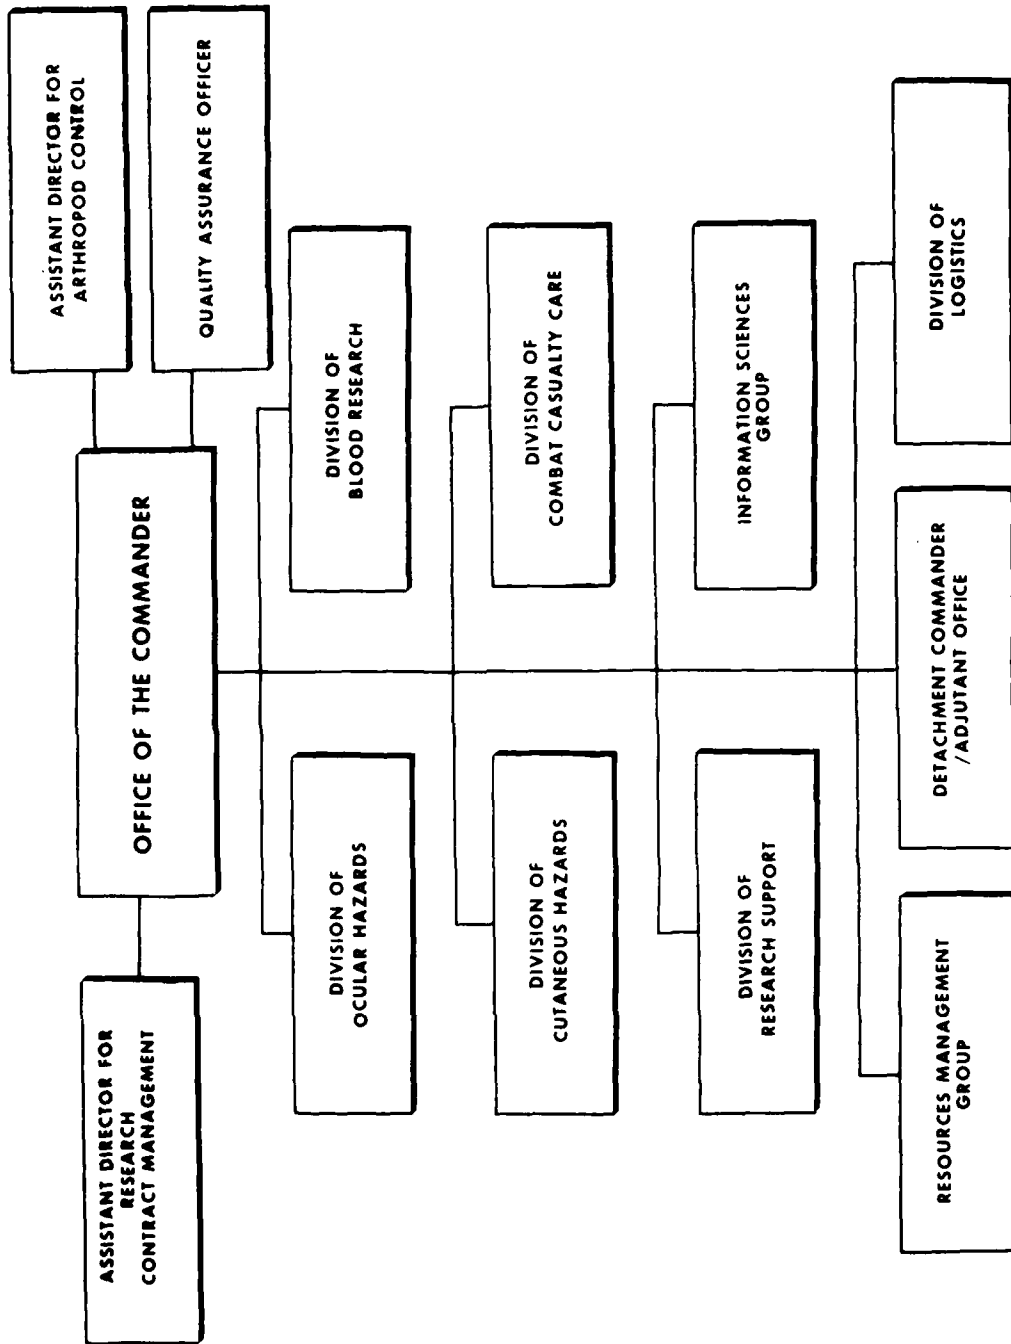 OFFICE OF THE COMMANDER
ASSISTANT DIRECTOR FOR
RESEARCH
CONTRACT MANAGEMENT
ASSISTANT DIRECTOR FOR
ARTHROPOD CONTROL
QUALITY ASSURANCE OFFICER
DIVISION OF
OCULAR HAZARDS
DIVISION OF
BLOOD RESEARCH
DIVISION OF
CUTANEOUS HAZARDS
DIVISION OF
COMBAT CASUALTY CARE
DIVISION OF
RESEARCH SUPPORT
INFORMATION SCIENCES
GROUP
RESOURCES MANAGEMENT
GROUP
DETACHMENT COMMANDER
/ADJUTANT OFFICE
DIVISION OF
LOGISTICS